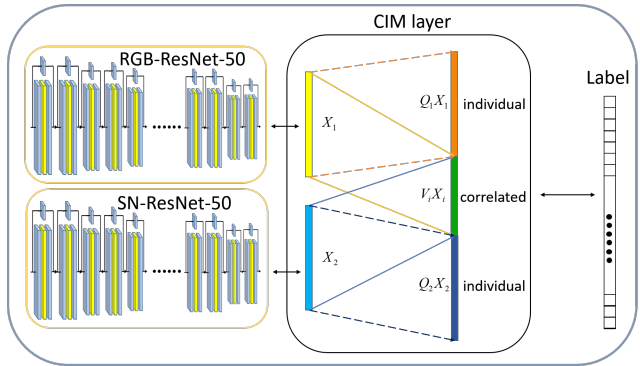 CIM layer
RGB-ResNet-50
Label
X₁
Q₁X₁
individual
SN-ResNet-50
VᵢXᵢ
correlated
X₂
Q₂X₂
individual